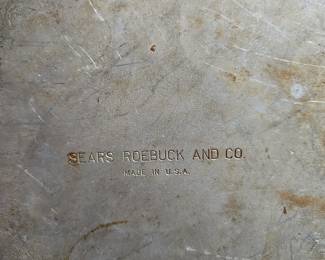 SEARS ROEBUCK AND CO.
MADE IN U.S.A.